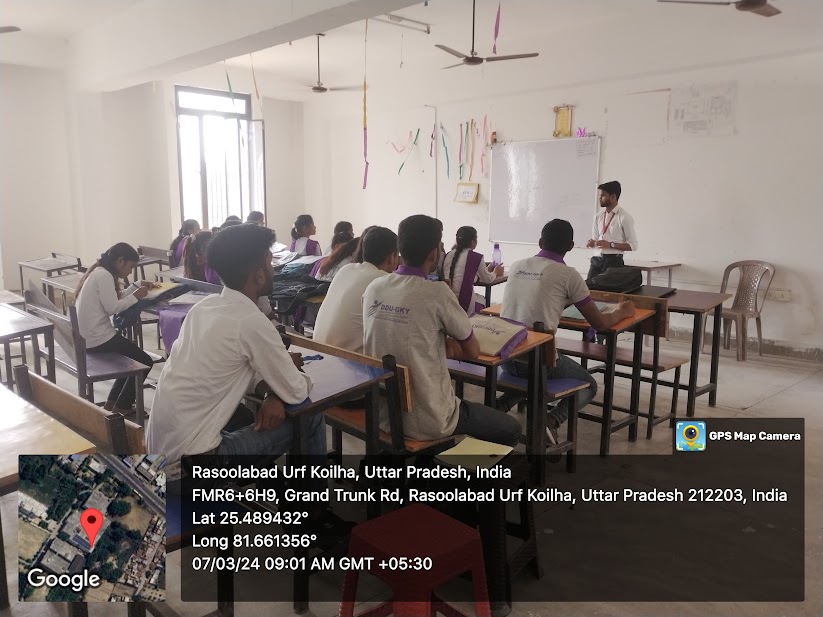 DDU-GKY
GPS Map Camera
Rasoolabad Urf Koilha, Uttar Pradesh, India
FMR6+6H9, Grand Trunk Rd, Rasoolabad Urf Koilha, Uttar Pradesh 212203, India
Lat 25.489432°
Long 81.661356°
07/03/24 09:01 AM GMT +05:30
Google